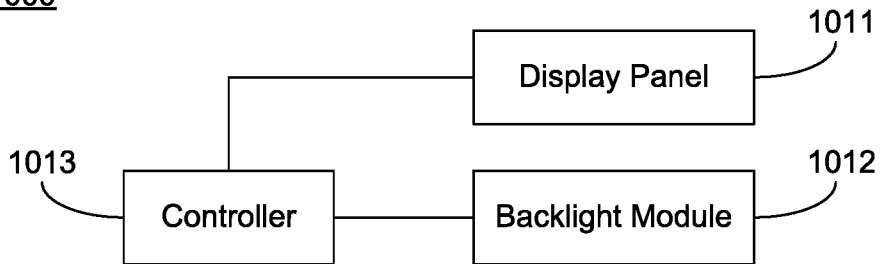 1011
Display Panel
1013
1012
Controller
Backlight Module